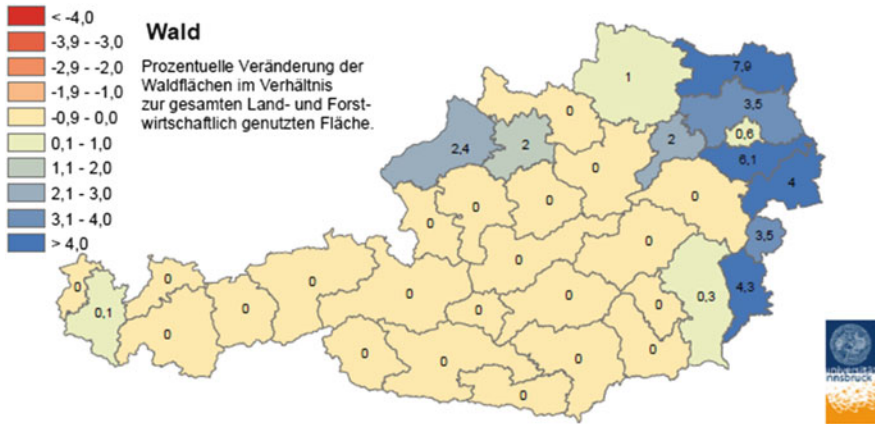 < -4,0
-3,9 - -3,0
-2,9 - -2,0
-1,9 - -1,0
-0,9 - 0,0
0,1 - 1,0
1,1 - 2,0
2,1 - 3,0
3,1 - 4,0
> 4,0
Wald
Prozentuelle Veränderung der
Waldflächen im Verhältnis
zur gesamten Land- und Forst-
wirtschaftlich genutzten Fläche.
7,9
1
3,5
0
0,6
2,4
2
0
2
6,1
4
0
0
0
0
0
3,5
0
0
0
0
0
0,1
0
0
0
0
0
0
0,3
4,3
0
0
0
0
0
universität
innsbruck